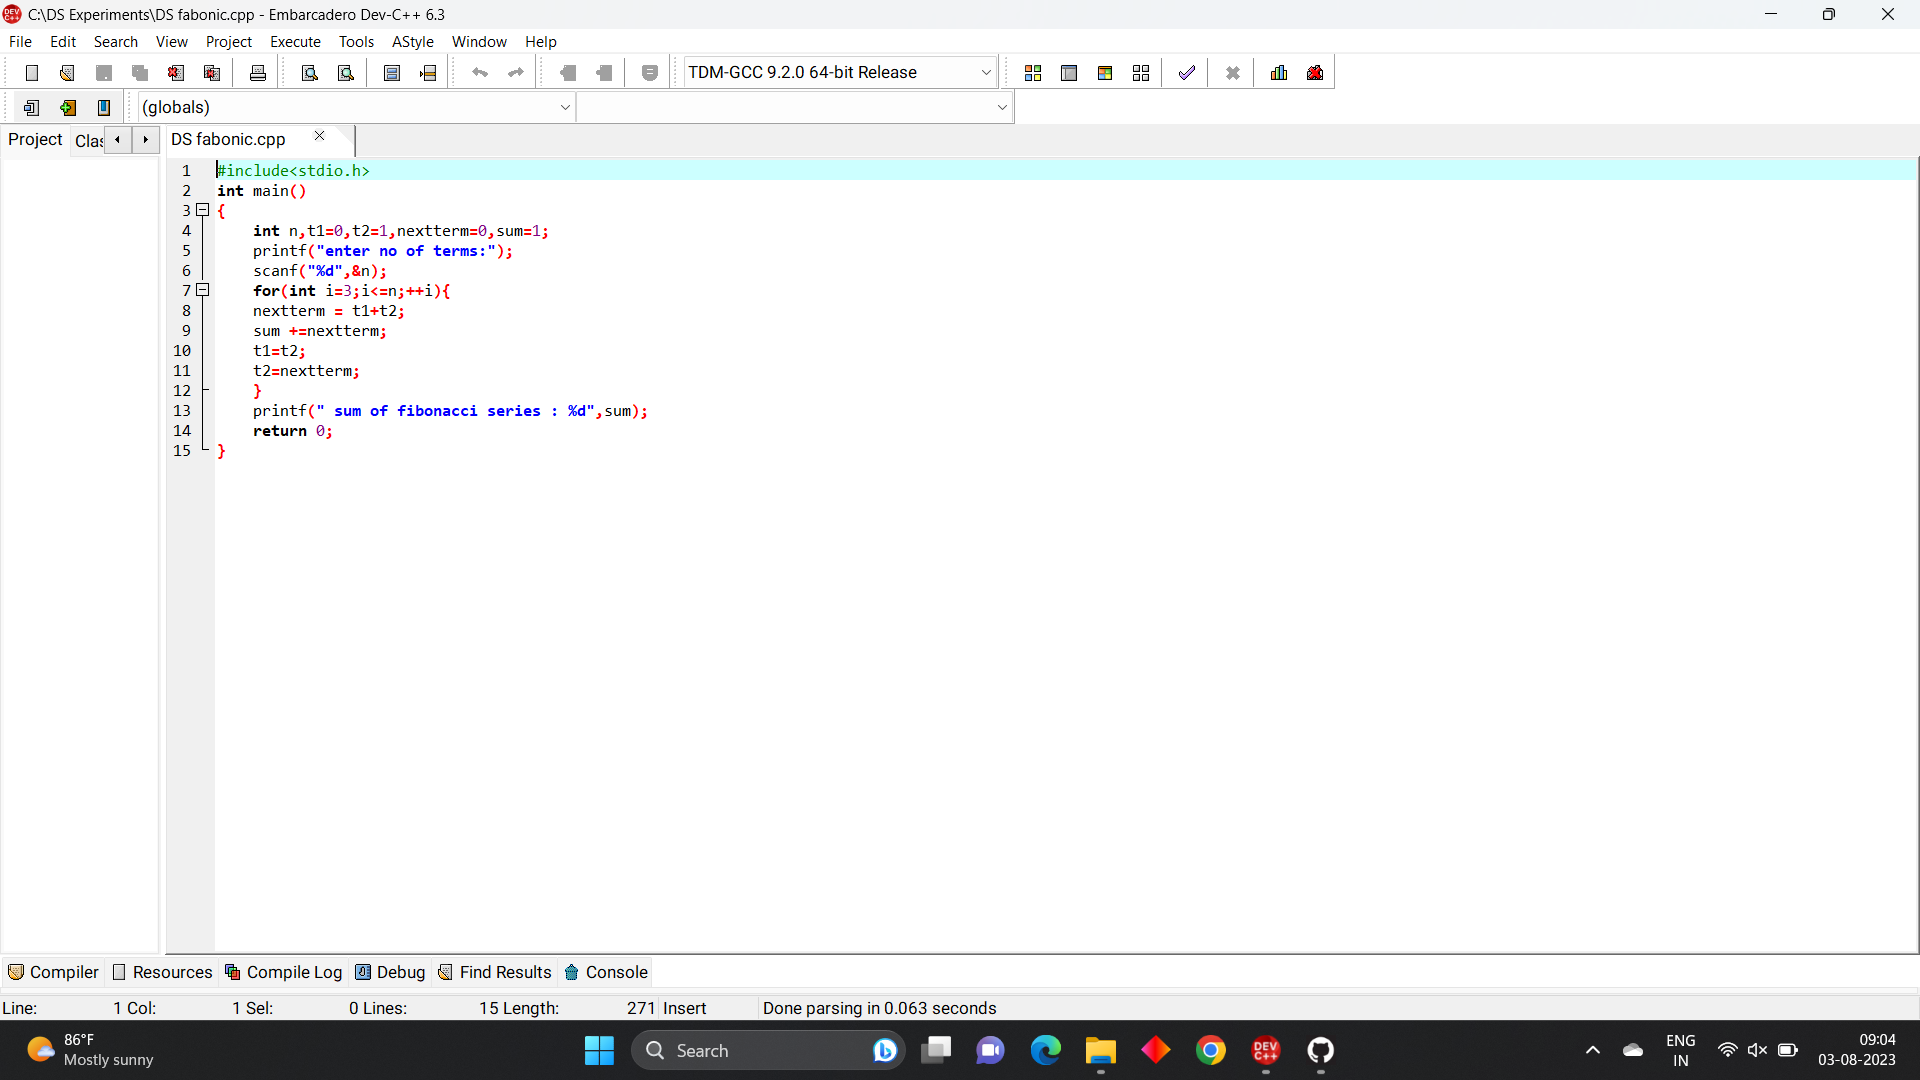 C:\DS Experiments\DS fabonic.cpp - Embarcadero Dev-C++ 6.3
File Edit Search View Project Execute Tools AStyle Window Help
TDM-GCC 9.2.0 64-bit Release
(globals)
Project Clas DS fabonic.cpp
1 #include<stdio.h>
2 int main()
3 {
4 int n,t1=0,t2=1,nextterm=0,sum=1;
5 printf("enter no of terms:");
6 scanf("%d",&n);
7 for(int i=3;i<=n;++i){
8 nextterm = t1+t2;
9 sum +=nextterm;
10 t1=t2;
11 t2=nextterm;
12 }
13 printf(" sum of fibonacci series : %d",sum);
14 return 0;
15 }
Compiler Resources Compile Log Debug Find Results Console
Line: 1 Col: 1 Sel: 0 Lines: 15 Length: 271 Insert Done parsing in 0.063 seconds
86°F
Mostly sunny
Search
DEV
C++
ENG
IN
09:04
03-08-2023